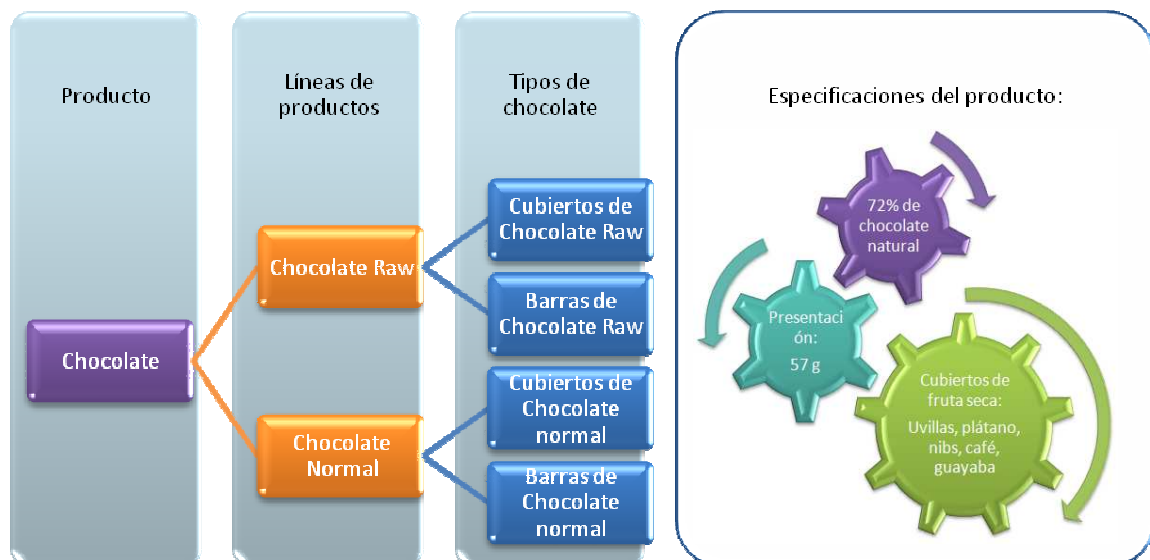 Producto
Líneas de
productos
Tipos de
chocolate
Chocolate
Chocolate Raw
Chocolate
Normal
Cubiertos de
Chocolate Raw
Barras de
Chocolate Raw
Cubiertos de
Chocolate
normal
Barras de
Chocolate
normal
Especificaciones del producto:
72% de
chocolate
natural
Presentaci
ón:
57 g
Cubiertos de
fruta seca:
Uvillas, plátano,
nibs, café,
guayaba